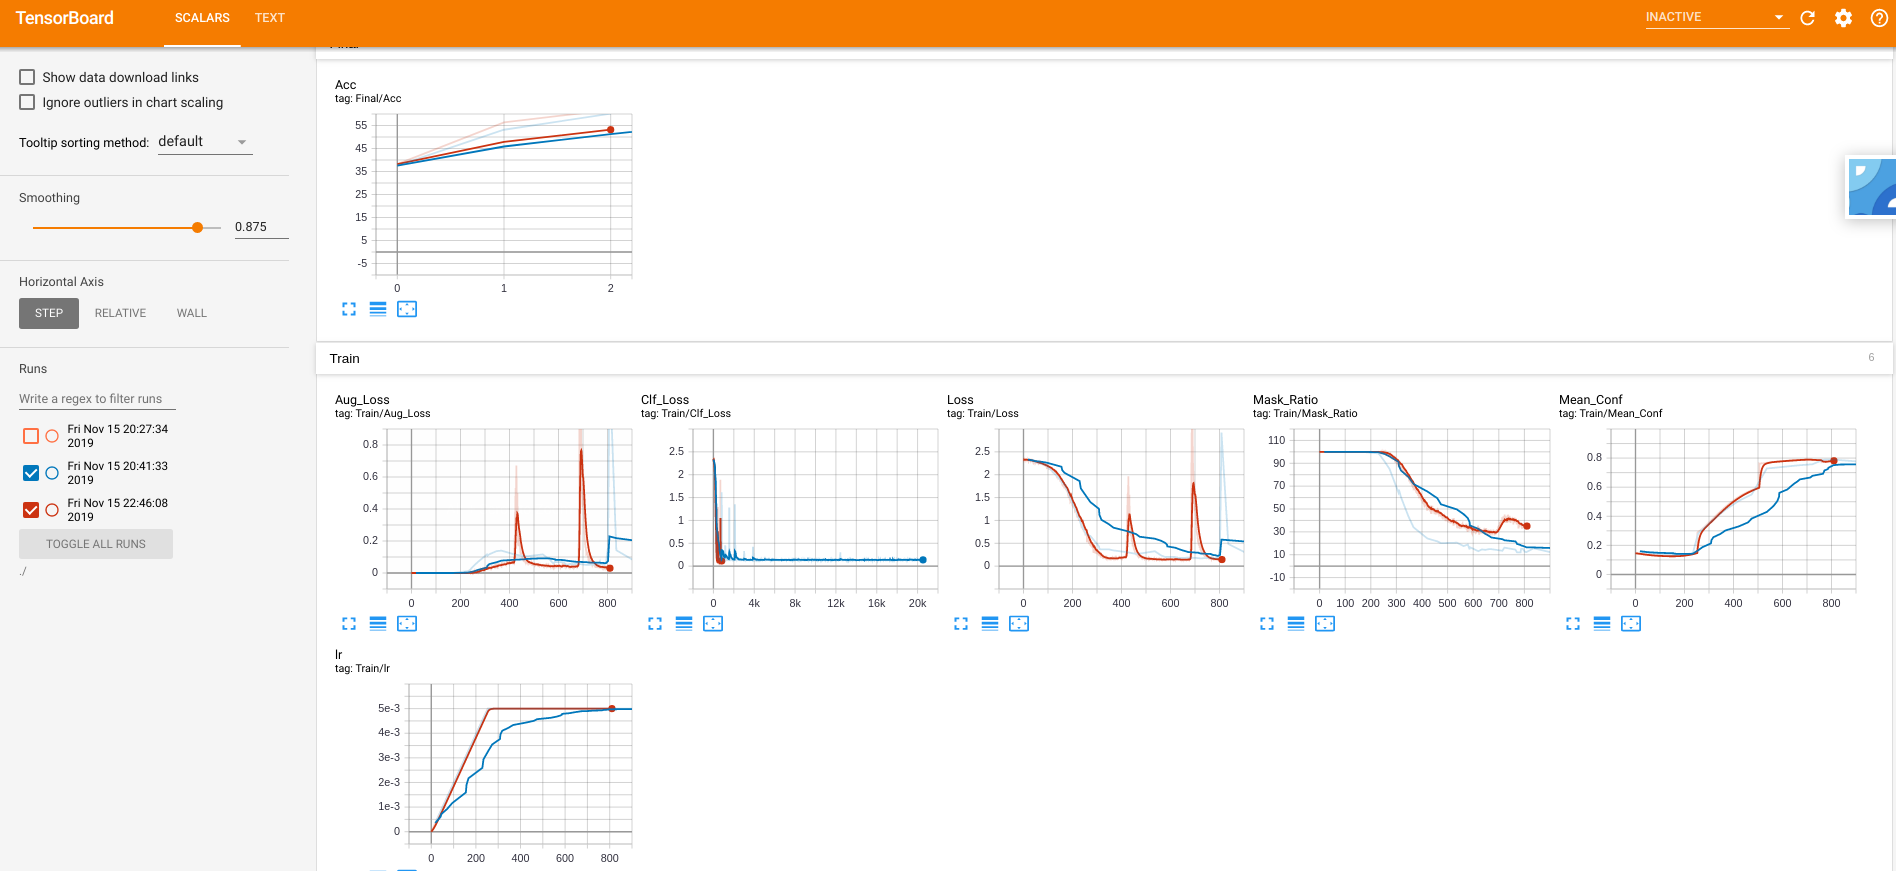 TensorBoard
SCALARS
TEXT
INACTIVE
Show data download links
Ignore outliers in chart scaling
Tooltip sorting method:
default
Smoothing
0.875
Horizontal Axis
STEP
RELATIVE
WALL
Runs
Write a regex to filter runs
Fri Nov 15 20:27:34
2019
Fri Nov 15 20:41:33
2019
Fri Nov 15 22:46:08
2019
TOGGLE ALL RUNS
./
Acc
tag: Final/Acc
55
45
35
25
15
5
-5
0 1 2
Train
6
Aug_Loss
tag: Train/Aug_Loss
0.8
0.6
0.4
0.2
0
0 200 400 600 800
Clf_Loss
tag: Train/Clf_Loss
2.5
2
1.5
1
0.5
0
0 4k 8k 12k 16k 20k
Loss
tag: Train/Loss
2.5
2
1.5
1
0.5
0
0 200 400 600 800
Mask_Ratio
tag: Train/Mask_Ratio
110
90
70
50
30
10
-10
0 100 200 300 400 500 600 700 800
Mean_Conf
tag: Train/Mean_Conf
0.8
0.6
0.4
0.2
0
0 200 400 600 800
lr
tag: Train/lr
5e-3
4e-3
3e-3
2e-3
1e-3
0
0 200 400 600 800